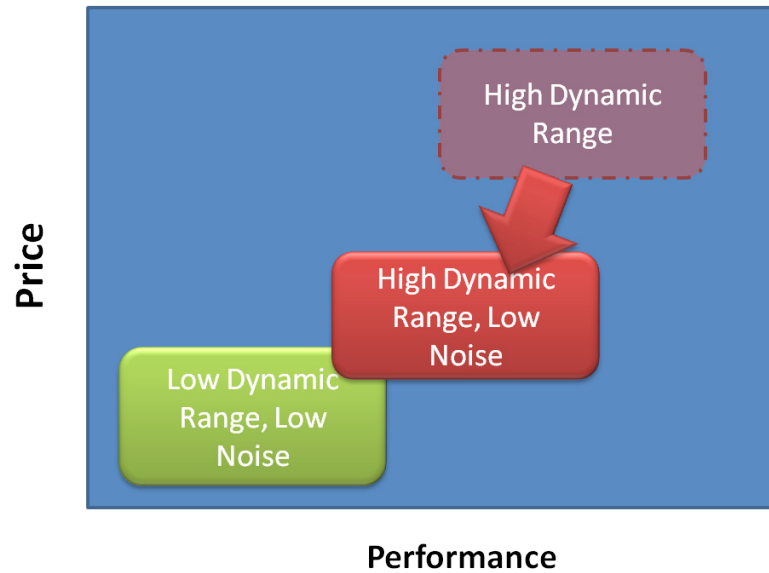 High Dynamic
Range
Price
High Dynamic
Range, Low
Noise
Low Dynamic
Range, Low
Noise
Performance